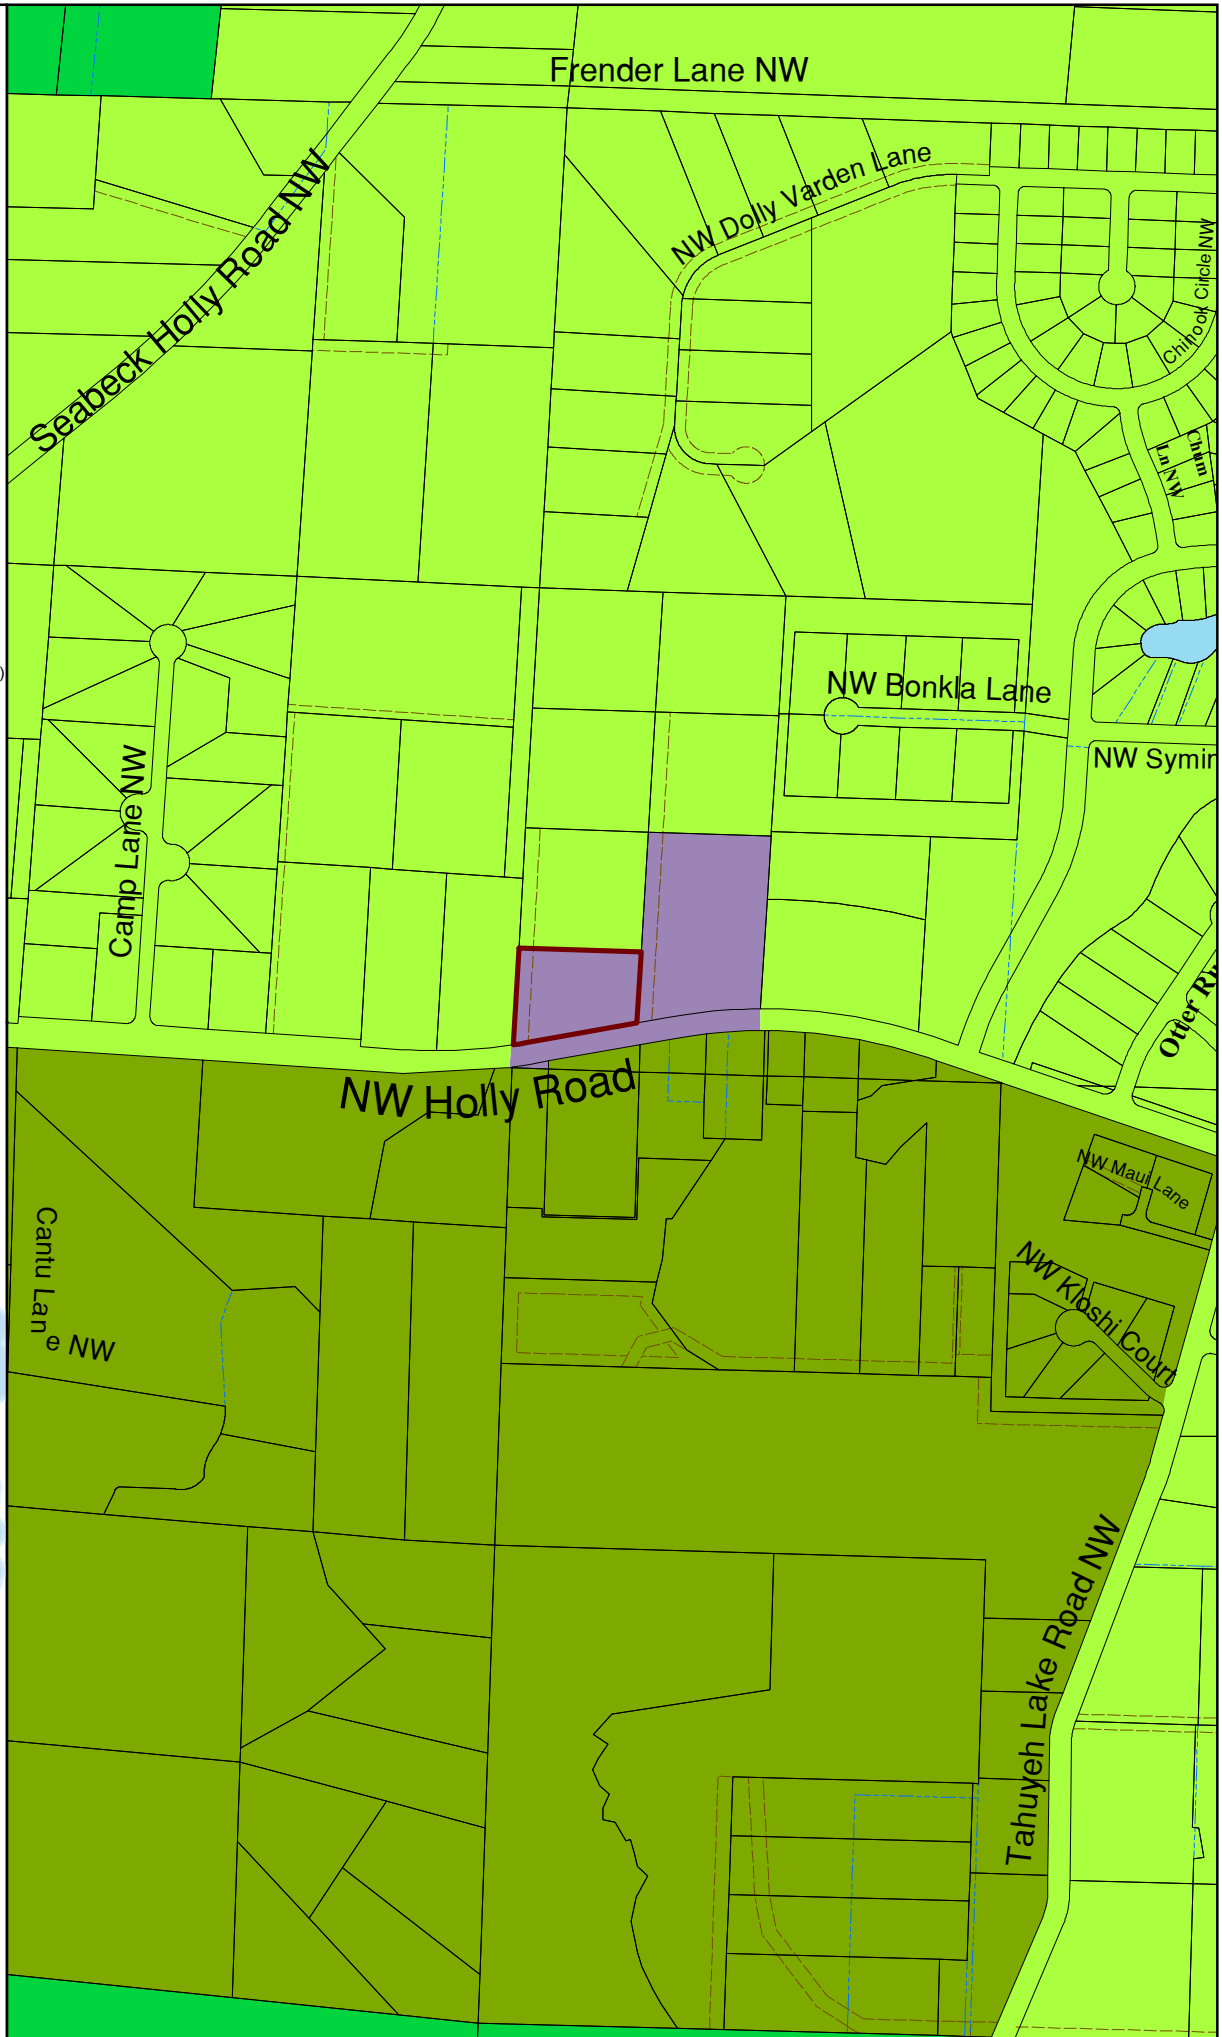 Frender Lane NW
NW Dolly Varden Lane
Seabeck Holly Road NW
Chinook Circle NW
Chum
Ln NW
)
NW Bonkla Lane
NW Symin
Camp Lane NW
Otter Ru
NW Holly Road
NW Maui Lane
Cantu Lane NW
NW Kloshi Court
Tahuyeh Lake Road NW